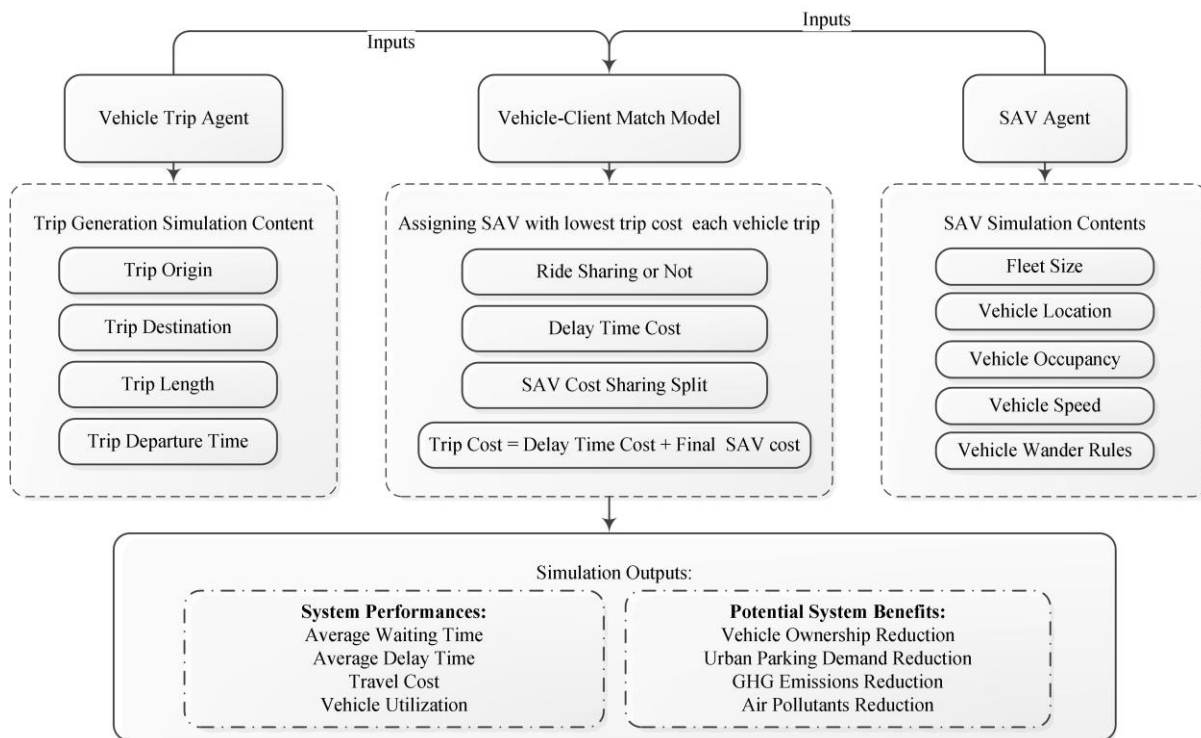 Inputs
Inputs
Vehicle Trip Agent
Vehicle-Client Match Model
SAV Agent
Trip Generation Simulation Content
Trip Origin
Trip Destination
Trip Length
Trip Departure Time
Assigning SAV with lowest trip cost each vehicle trip
Ride Sharing or Not
Delay Time Cost
SAV Cost Sharing Split
Trip Cost = Delay Time Cost + Final SAV cost
SAV Simulation Contents
Fleet Size
Vehicle Location
Vehicle Occupancy
Vehicle Speed
Vehicle Wander Rules
Simulation Outputs:
System Performances:
Average Waiting Time
Average Delay Time
Travel Cost
Vehicle Utilization
Potential System Benefits:
Vehicle Ownership Reduction
Urban Parking Demand Reduction
GHG Emissions Reduction
Air Pollutants Reduction